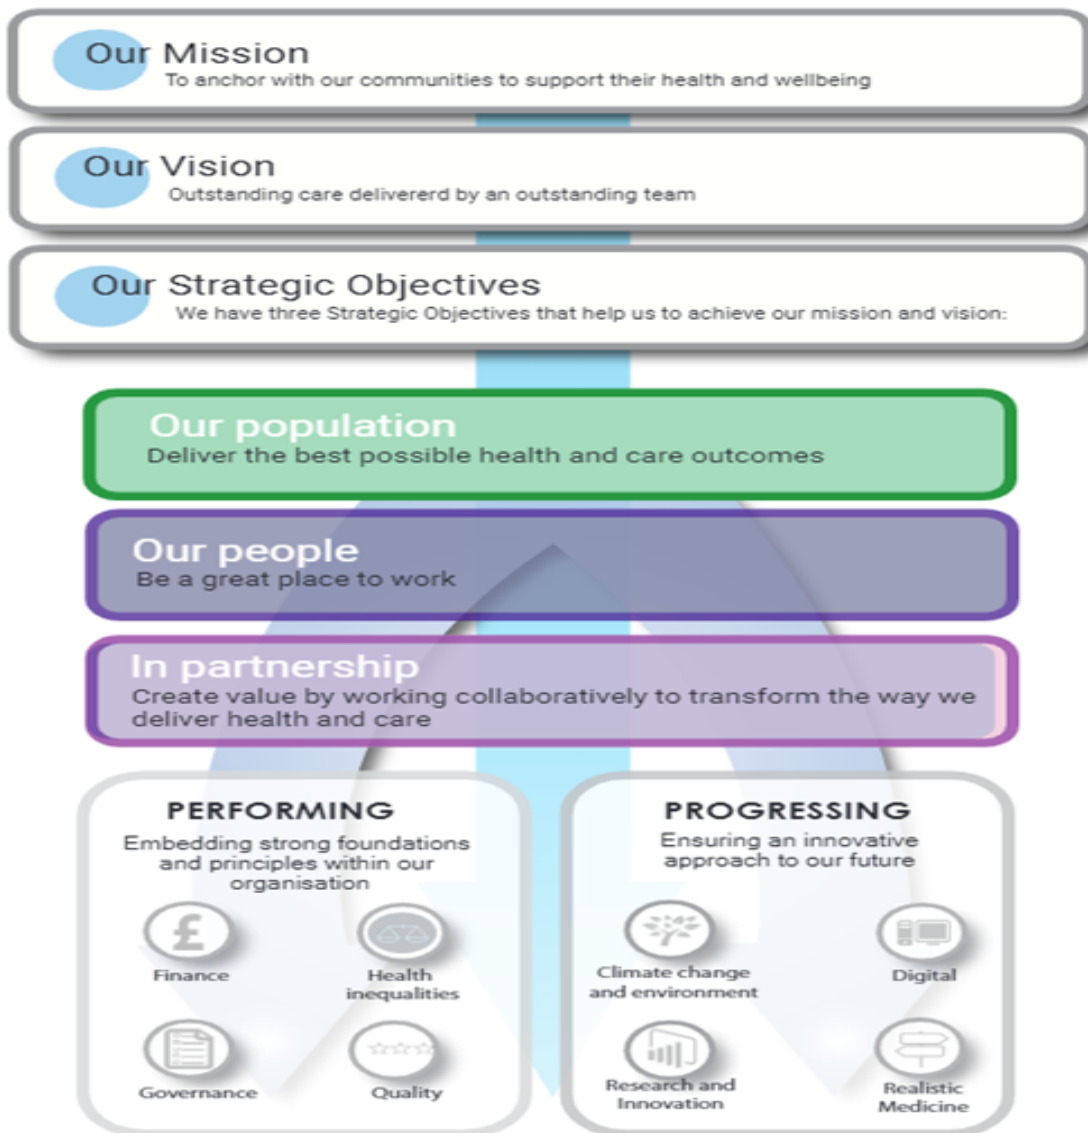 Our Mission
To anchor with our communities to support their health and wellbeing
Our Vision
Outstanding care delivererd by an outstanding team
Our Strategic Objectives
We have three Strategic Objectives that help us to achieve our mission and vision:
Our population
Deliver the best possible health and care outcomes
Our people
Be a great place to work
In partnership
Create value by working collaboratively to transform the way we
deliver health and care
PERFORMING
Embedding strong foundations
and principles within our
organisation
Finance
Health
inequalities
Governance
Quality
PROGRESSING
Ensuring an innovative
approach to our future
Climate change
and environment
Digital
Research and
Innovation
Realistic
Medicine